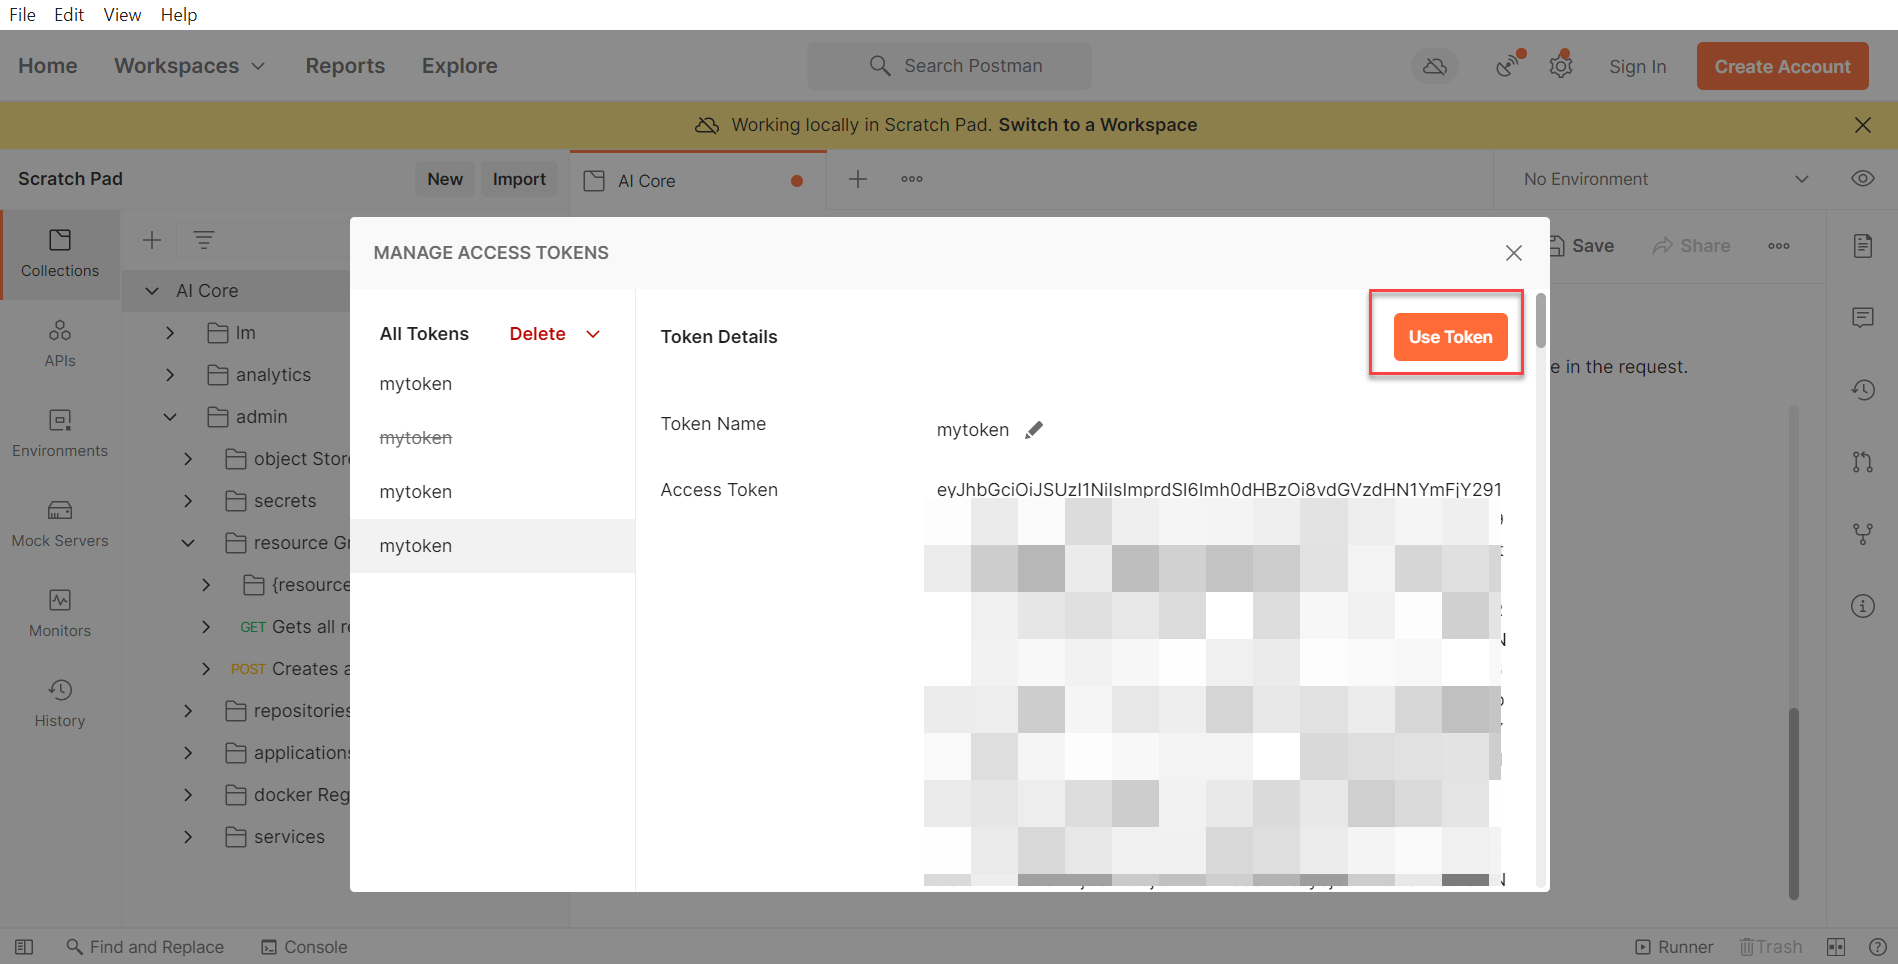 File Edit View Help
Home Workspaces Reports Explore Search Postman Sign In Create Account
Working locally in Scratch Pad. Switch to a Workspace
Scratch Pad New Import AI Core No Environment
Collections
APIs
Environments
Mock Servers
Monitors
History
AI Core
lm
analytics
admin
object Store
secrets
resource Gr
{resource
GET Gets all re
POST Creates a
repositories
applications
docker Reg
services
Save Share
e in the request.
MANAGE ACCESS TOKENS
All Tokens Delete
mytoken
mytoken
mytoken
mytoken
Token Details Use Token
Token Name mytoken
Access Token eyJhbGciOiJSUzI1NiIsImprdSI6Imh0dHBzOi8vdGVzdHN1YmFjY291
Find and Replace Console Runner Trash